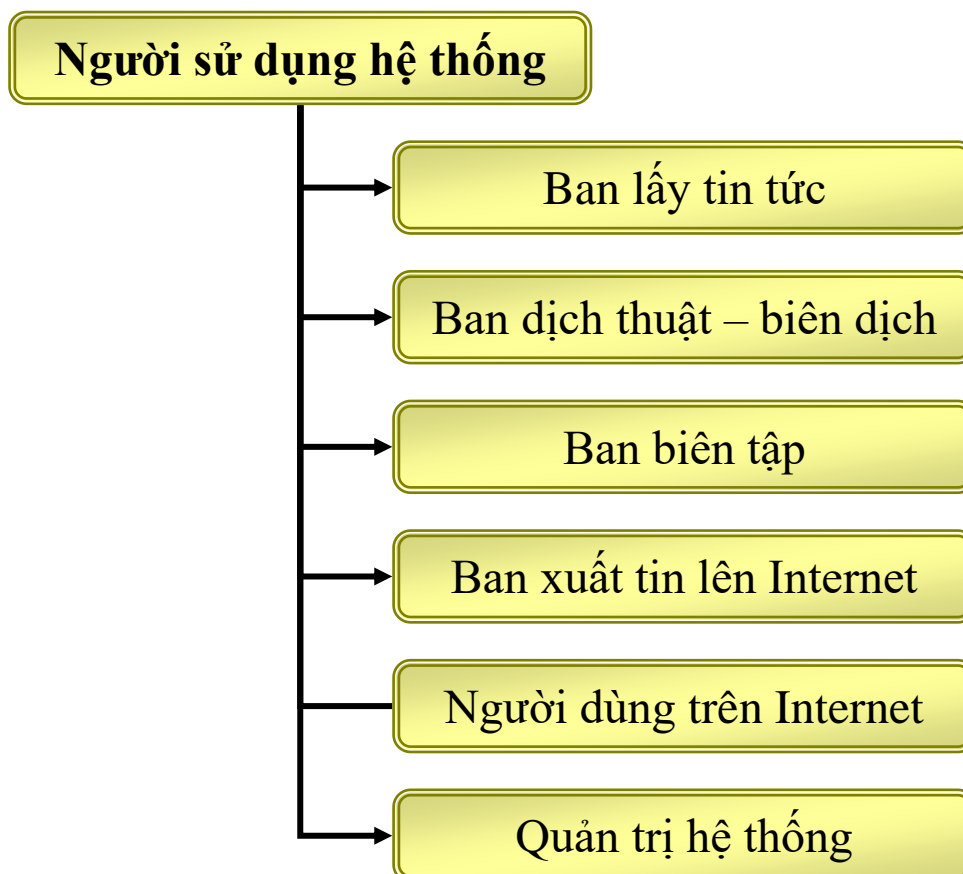 Người sử dụng hệ thống
Ban lấy tin tức
Ban dịch thuật – biên dịch
Ban biên tập
Ban xuất tin lên Internet
Người dùng trên Internet
Quản trị hệ thống